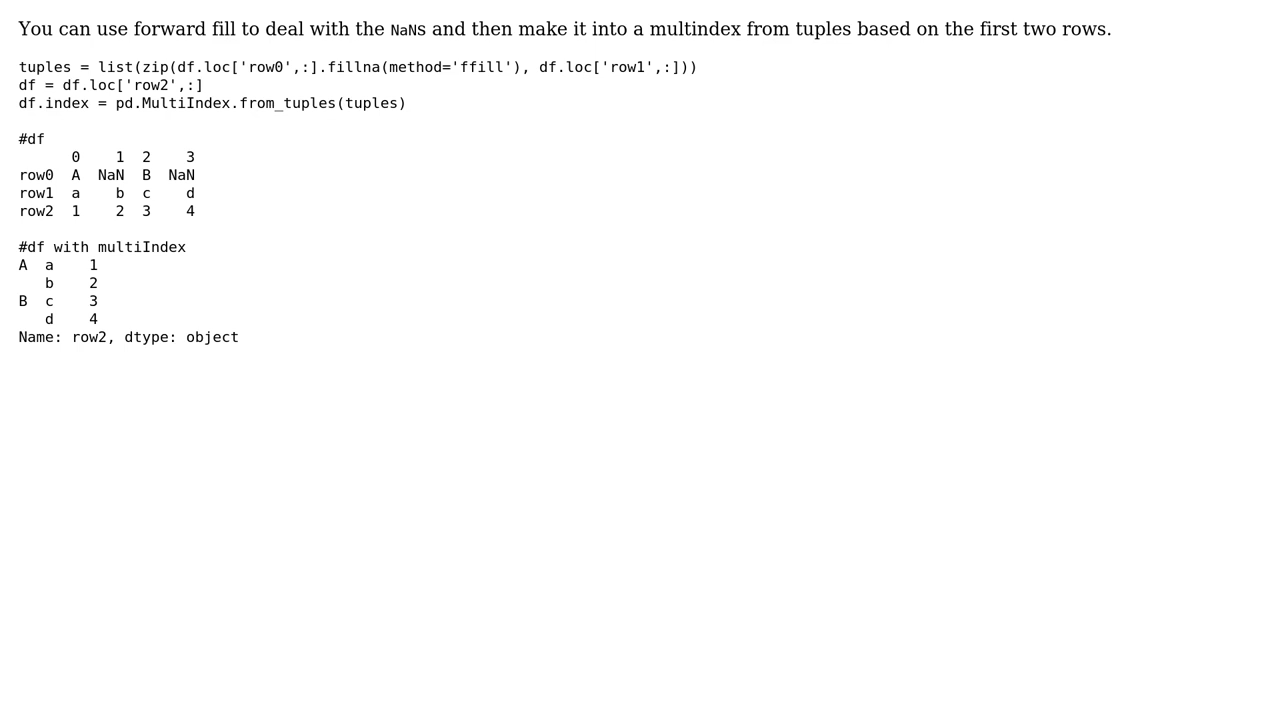 You can use forward fill to deal with the NaNs and then make it into a multindex from tuples based on the first two rows.
tuples = list(zip(df.loc['row0',:].fillna(method='ffill'), df.loc['row1',:]))
df = df.loc['row2',:]
df.index = pd.MultiIndex.from_tuples(tuples)
#df
      0    1  2    3
row0  A  NaN  B  NaN
row1  a    b  c    d
row2  1    2  3    4
#df with multiIndex
A  a    1
   b    2
B  c    3
   d    4
Name: row2, dtype: object